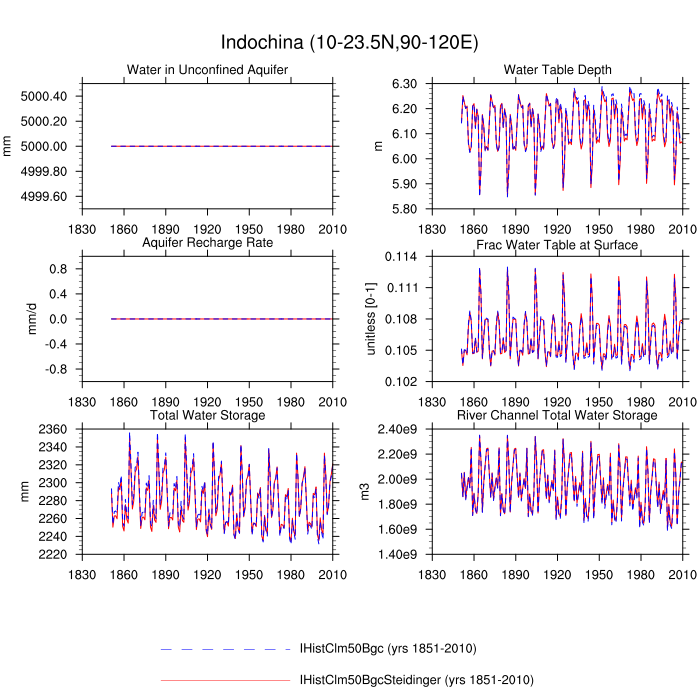 Indochina (10-23.5N,90-120E)
Water in Unconfined Aquifer
Water Table Depth
mm
5000.40
5000.20
5000.00
4999.80
4999.60
1830 1860 1890 1920 1950 1980 2010
m
6.30
6.20
6.10
6.00
5.90
5.80
1830 1860 1890 1920 1950 1980 2010
Aquifer Recharge Rate
Frac Water Table at Surface
mm/d
0.8
0.4
0.0
-0.4
-0.8
1830 1860 1890 1920 1950 1980 2010
unitless [0-1]
0.114
0.111
0.108
0.105
0.102
1830 1860 1890 1920 1950 1980 2010
Total Water Storage
River Channel Total Water Storage
mm
2360
2340
2320
2300
2280
2260
2240
2220
1830 1860 1890 1920 1950 1980 2010
m3
2.40e9
2.20e9
2.00e9
1.80e9
1.60e9
1.40e9
1830 1860 1890 1920 1950 1980 2010
IHistClm50Bgc (yrs 1851-2010)
IHistClm50BgcSteidinger (yrs 1851-2010)